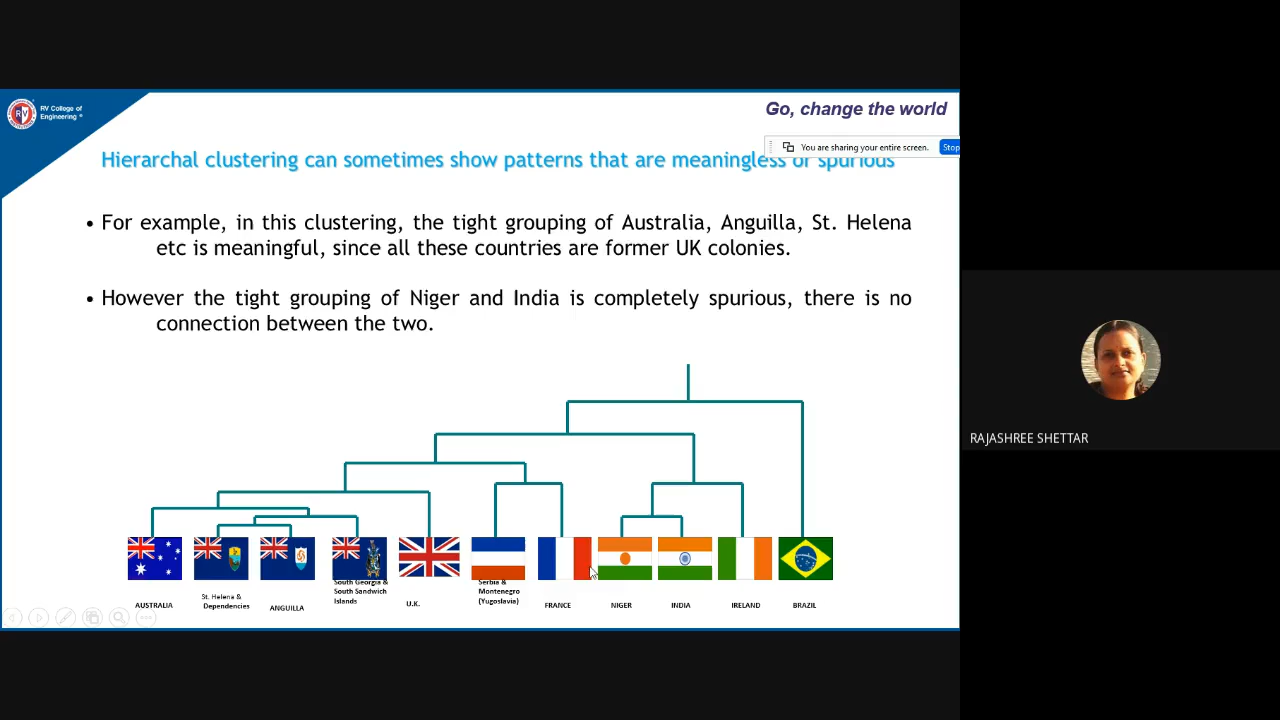 RV College of
Engineering
Go, change the world
You are sharing your entire screen.
Stop
Hierarchal clustering can sometimes show patterns that are meaningless or spurious
• For example, in this clustering, the tight grouping of Australia, Anguilla, St. Helena
etc is meaningful, since all these countries are former UK colonies.
• However the tight grouping of Niger and India is completely spurious, there is no
connection between the two.
AUSTRALIA
St. Helena &
Dependencies
ANGUILLA
South Georgia &
South Sandwich
Islands
U.K.
Serbia &
Montenegro
(Yugoslavia)
FRANCE
NIGER
INDIA
IRELAND
BRAZIL
RAJASHREE SHETTAR